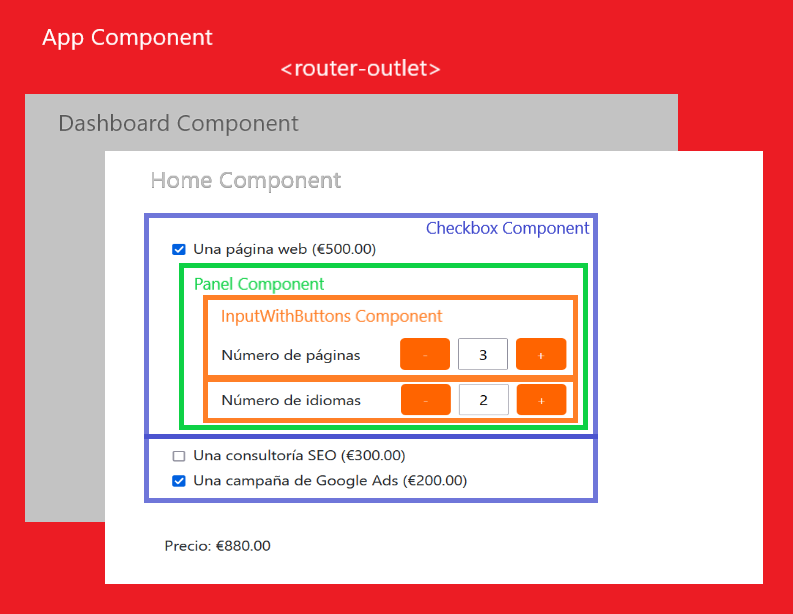 App Component
<router-outlet>
Dashboard Component
Home Component
Checkbox Component
Una página web (€500.00)
Panel Component
InputWithButtons Component
Número de páginas - 3 +
Número de idiomas - 2 +
Una consultoría SEO (€300.00)
Una campaña de Google Ads (€200.00)
Precio: €880.00